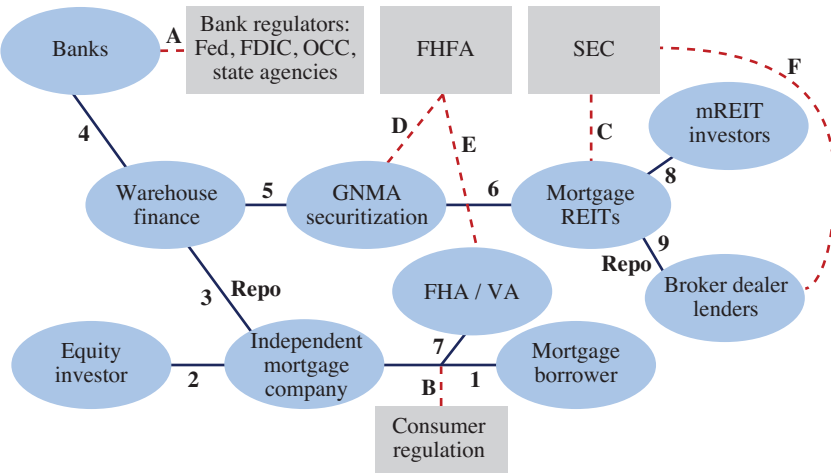 Banks
A
Bank regulators:
Fed, FDIC, OCC,
state agencies
FHFA
SEC
F
4
D
E
C
mREIT
investors
8
Warehouse
finance
5
GNMA
securitization
6
Mortgage
REITs
9
Repo
3
Repo
FHA / VA
Broker dealer
lenders
Equity
investor
2
Independent
mortgage
company
7
B
1
Mortgage
borrower
Consumer
regulation